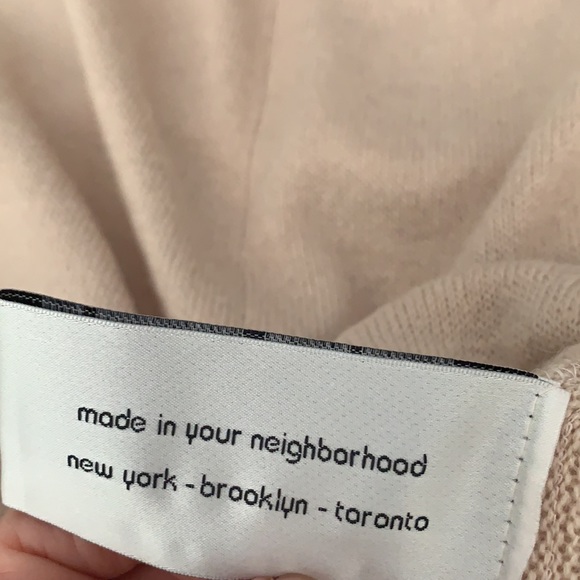 made in your neighborhood
new york - brooklyn - toronto